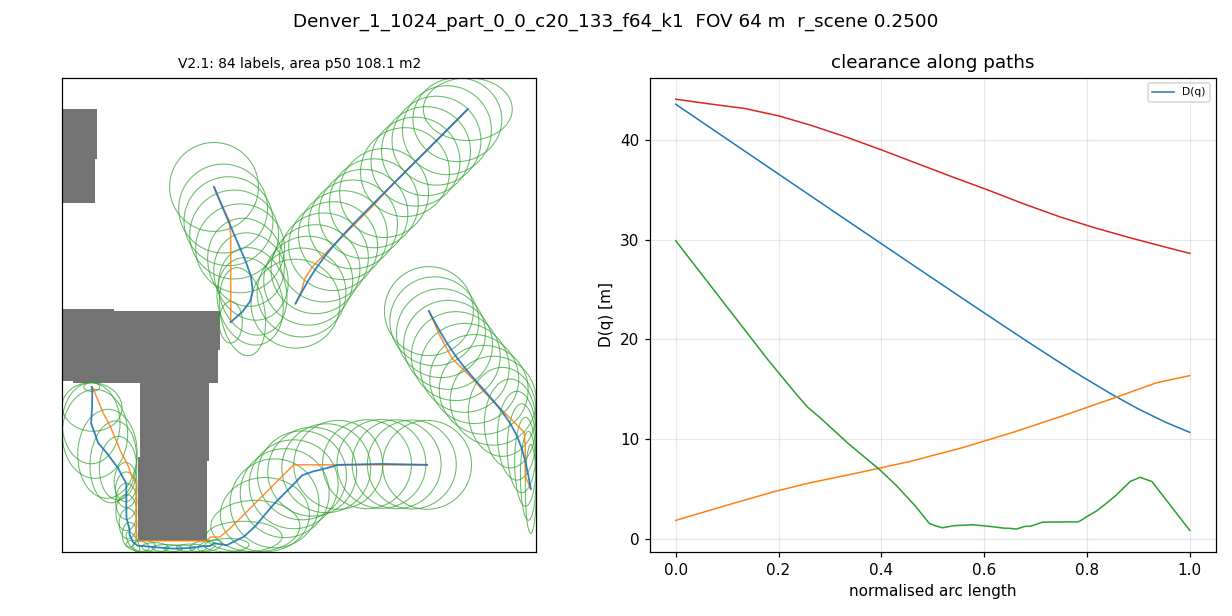 Denver_1_1024_part_0_0_c20_133_f64_k1  FOV 64 m  r_scene 0.2500
V2.1: 84 labels, area p50 108.1 m2
clearance along paths
D(q)
40
30
20
10
0
D(q) [m]
0.0 0.2 0.4 0.6 0.8 1.0
normalised arc length